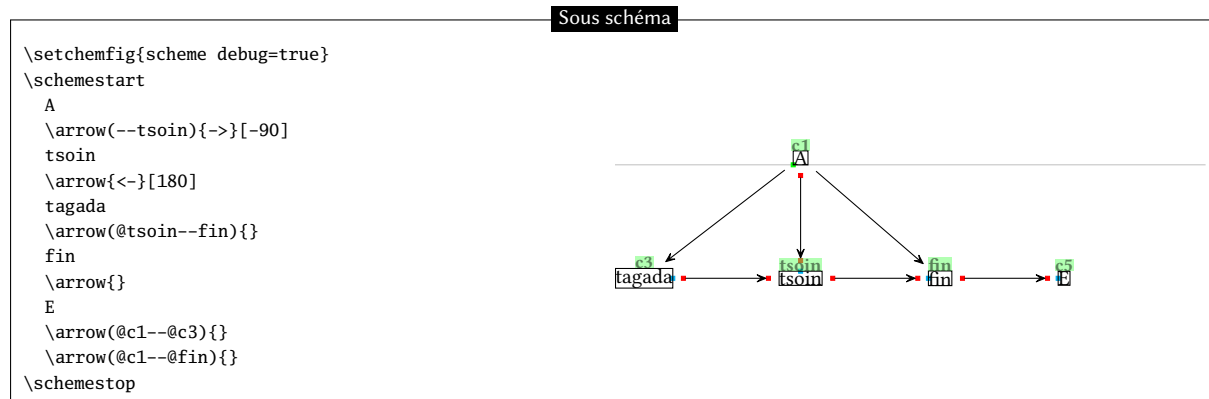 Sous schéma
\setchemfig{scheme debug=true}
\schemestart
A
\arrow(--tsoin){->}[-90]
tsoin
\arrow{<-}[180]
tagada
\arrow(@tsoin--fin){}
fin
\arrow{}
E
\arrow(@c1--@c3){}
\arrow(@c1--@fin){}
\schemestop
c1
A
c3 tsoin fin c5
tagada tsoin fin E